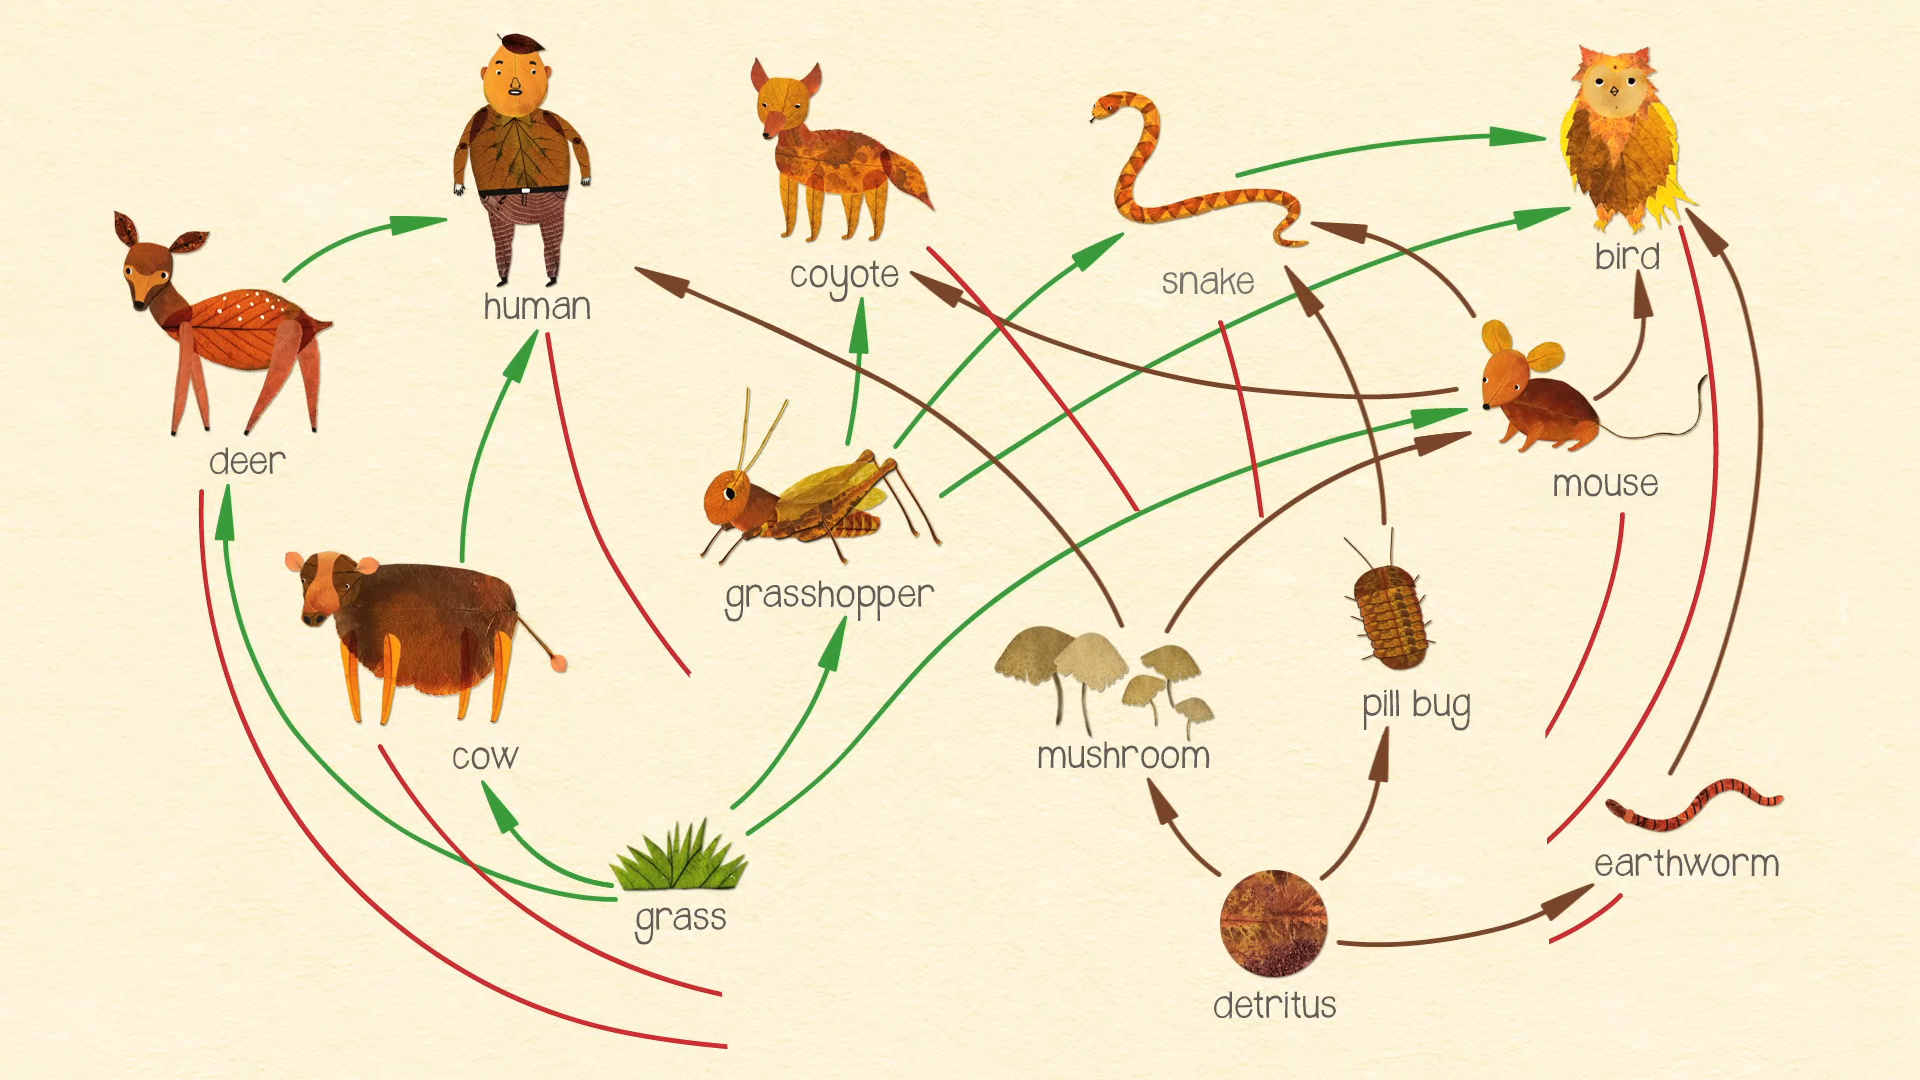 bird
coyote
snake
human
deer
mouse
grasshopper
pill bug
cow
mushroom
earthworm
grass
detritus